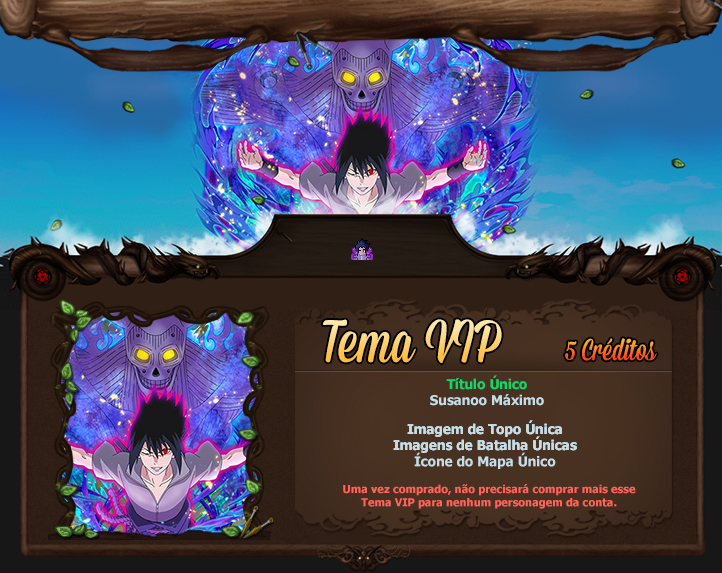 Tema VIP
5 Créditos
Título Único
Susanoo Máximo
Imagem de Topo Única
Imagens de Batalha Únicas
Ícone do Mapa Único
Uma vez comprado, não precisará comprar mais esse
Tema VIP para nenhum personagem da conta.